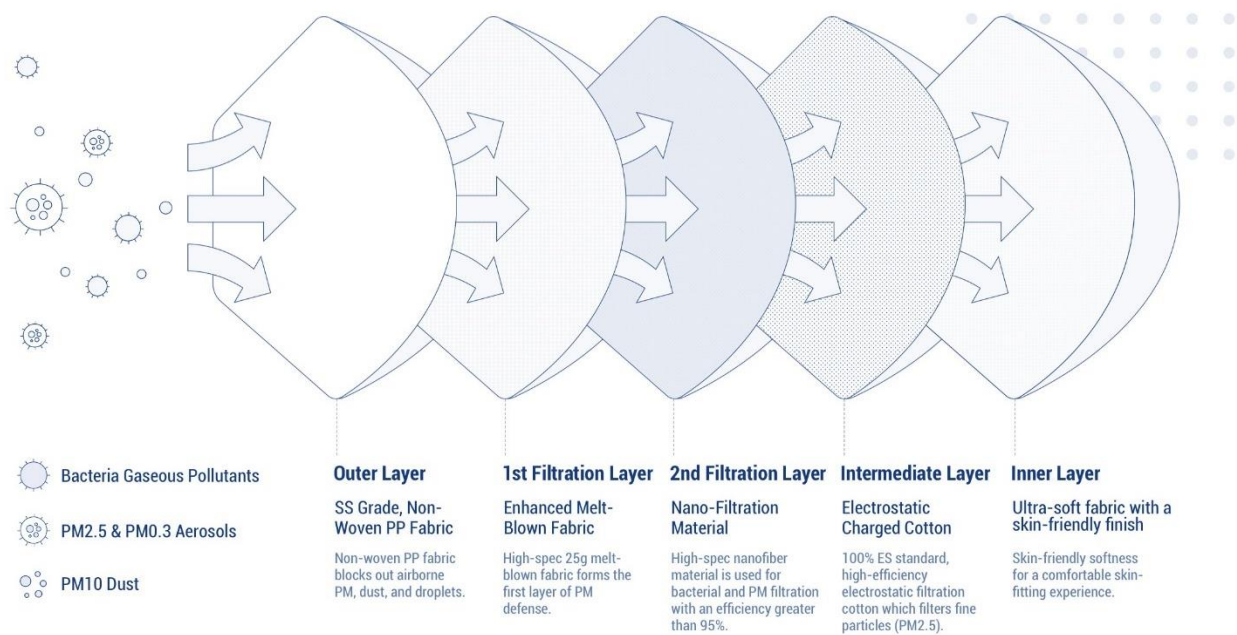 Bacteria Gaseous Pollutants
PM2.5 & PM0.3 Aerosols
PM10 Dust
Outer Layer
SS Grade, Non-
Woven PP Fabric
Non-woven PP fabric
blocks out airborne
PM, dust, and droplets.
1st Filtration Layer
Enhanced Melt-
Blown Fabric
High-spec 25g melt-
blown fabric forms the
first layer of PM
defense.
2nd Filtration Layer
Nano-Filtration
Material
High-spec nanofiber
material is used for
bacterial and PM filtration
with an efficiency greater
than 95%.
Intermediate Layer
Electrostatic
Charged Cotton
100% ES standard,
high-efficiency
electrostatic filtration
cotton which filters fine
particles (PM2.5).
Inner Layer
Ultra-soft fabric with a
skin-friendly finish
Skin-friendly softness
for a comfortable skin-
fitting experience.